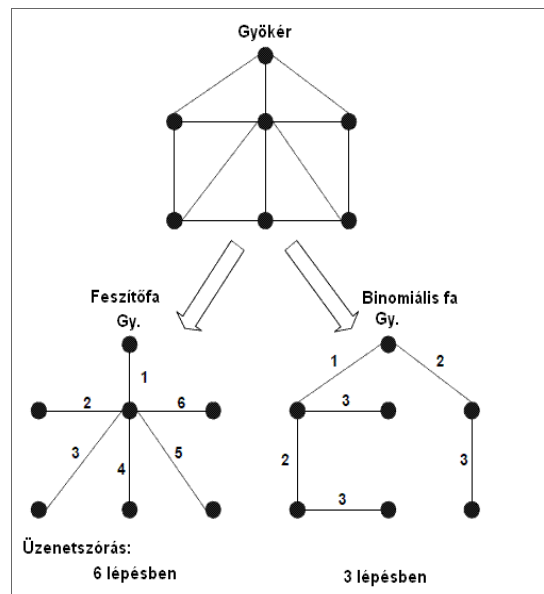 Gyökér
Feszítőfa
Gy.
Binomiális fa
Gy.
1
2
6
3
4
5
1
2
3
2
3
3
Üzenetszórás:
6 lépésben
3 lépésben